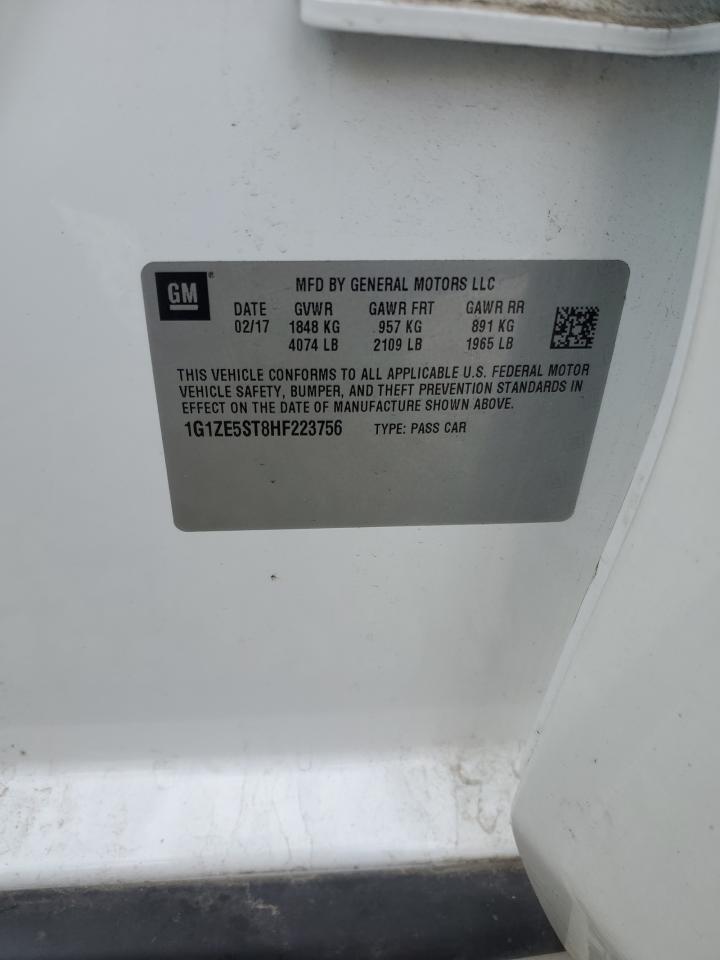 GM ®
MFD BY GENERAL MOTORS LLC
DATE GVWR GAWR FRT GAWR RR
02/17 1848 KG 957 KG 891 KG
4074 LB 2109 LB 1965 LB
THIS VEHICLE CONFORMS TO ALL APPLICABLE U.S. FEDERAL MOTOR
VEHICLE SAFETY, BUMPER, AND THEFT PREVENTION STANDARDS IN
EFFECT ON THE DATE OF MANUFACTURE SHOWN ABOVE.
1G1ZE5ST8HF223756 TYPE: PASS CAR